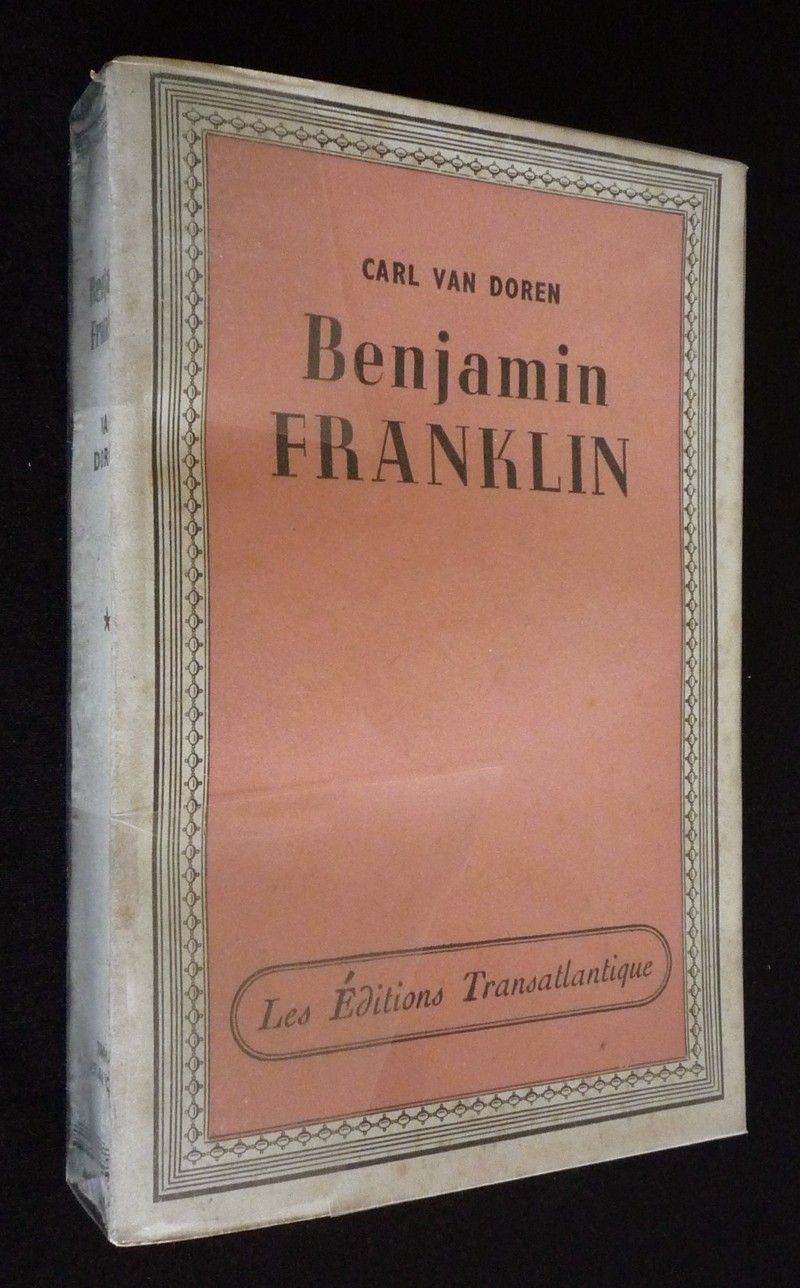 CARL VAN DOREN
Benjamin
FRANKLIN
Les Éditions Transatlantique